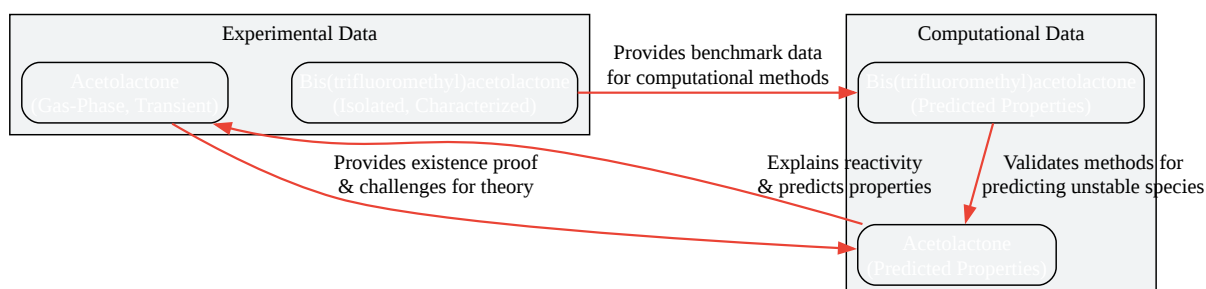 Experimental Data
Computational Data
Acetolactone
(Gas-Phase, Transient)
Bis(trifluoromethyl)acetolactone
(Isolated, Characterized)
Provides benchmark data
for computational methods
Bis(trifluoromethyl)acetolactone
(Predicted Properties)
Provides existence proof
& challenges for theory
Explains reactivity
& predicts properties
Validates methods for
predicting unstable species
Acetolactone
(Predicted Properties)